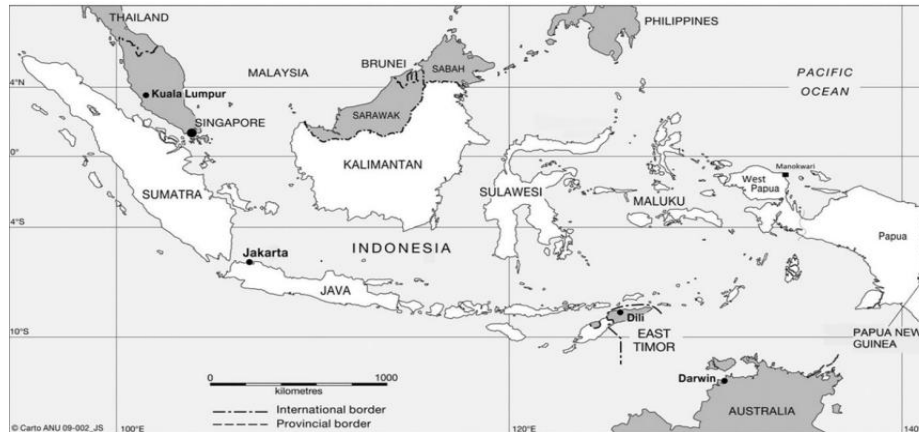 THAILAND
PHILIPPINES
BRUNEI
SABAH
MALAYSIA
PACIFIC
OCEAN
4°N
Kuala Lumpur
SARAWAK
SINGAPORE
0°
KALIMANTAN
Manokwari
West
Papua
SUMATRA
SULAWESI
MALUKU
4°S
INDONESIA
Papua
Jakarta
JAVA
Dili
EAST
TIMOR
PAPUA NEW
GUINEA
10°S
0
1000
kilometres
Darwin
International border
Provincial border
AUSTRALIA
© Carto ANU 09-002_JS
100°E
120°E
140